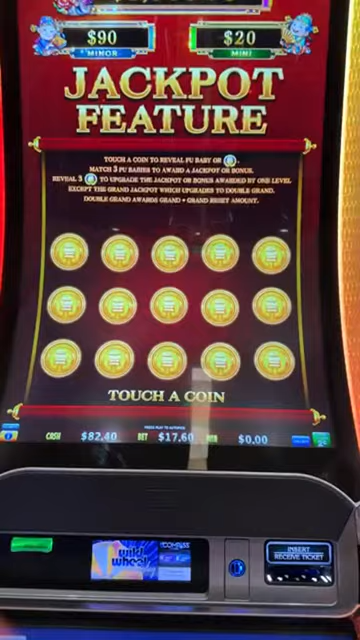 $90
$20
MINOR
MINI
JACKPOT
FEATURE
TOUCH A COIN TO REVEAL FU BABY OR
MATCH 3 FU BABIES TO AWARD A JACKPOT OR BONUS.
REVEAL 3 TO UPGRADE THE JACKPOT OR BONUS AWARDED BY ONE LEVEL
EXCEPT THE GRAND JACKPOT WHICH UPGRADES TO DOUBLE GRAND.
DOUBLE GRAND AWARDS GRAND + GRAND RESET AMOUNT.
TOUCH A COIN
CASH $82.40 BET $17.60 WIN $0.00
wild
wheel
INSERT
RECEIVE TICKET